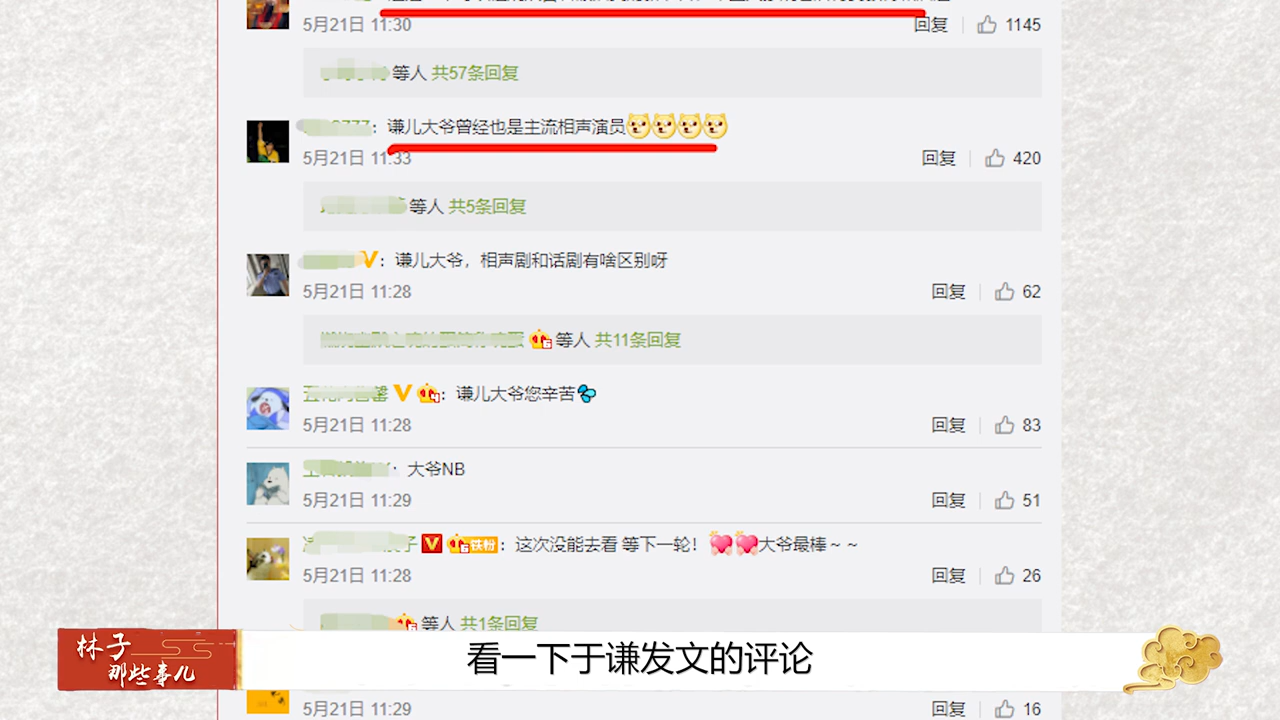 5月21日 11:30 回复 1145
等人 共57条回复
: 谦儿大爷曾经也是主流相声演员
5月21日 11:33 回复 420
等人 共5条回复
: 谦儿大爷，相声剧和话剧有啥区别呀
5月21日 11:28 回复 62
等人 共11条回复
: 谦儿大爷您辛苦
5月21日 11:28 回复 83
大爷NB
5月21日 11:29 回复 51
铁粉 : 这次没能去看 等下一轮！ 大爷最棒~ ~
5月21日 11:28 回复 26
等人 共1条回复
林子
那些事儿
看一下于谦发文的评论
5月21日 11:29 回复 16